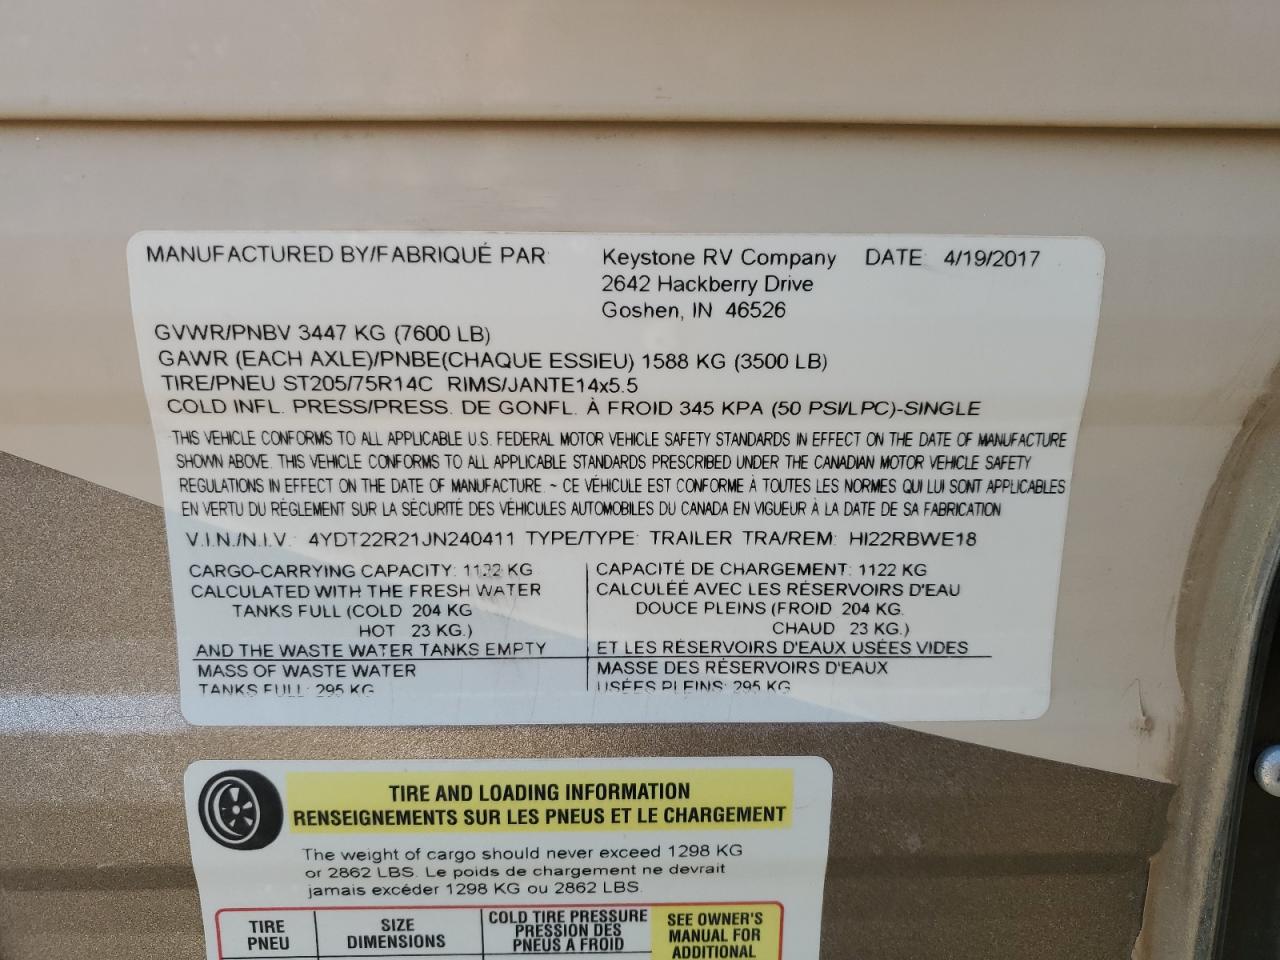 MANUFACTURED BY/FABRIQUÉ PAR: Keystone RV Company DATE: 4/19/2017
2642 Hackberry Drive
Goshen, IN 46526
GVWR/PNBV 3447 KG (7600 LB)
GAWR (EACH AXLE)/PNBE(CHAQUE ESSIEU) 1588 KG (3500 LB)
TIRE/PNEU ST205/75R14C RIMS/JANTE14x5.5
COLD INFL. PRESS/PRESS. DE GONFL. À FROID 345 KPA (50 PSI/LPC)-SINGLE
THIS VEHICLE CONFORMS TO ALL APPLICABLE U.S. FEDERAL MOTOR VEHICLE SAFETY STANDARDS IN EFFECT ON THE DATE OF MANUFACTURE
SHOWN ABOVE. THIS VEHICLE CONFORMS TO ALL APPLICABLE STANDARDS PRESCRIBED UNDER THE CANADIAN MOTOR VEHICLE SAFETY
REGULATIONS IN EFFECT ON THE DATE OF MANUFACTURE. ~ CE VÉHICULE EST CONFORME À TOUTES LES NORMES QUI LUI SONT APPLICABLES
EN VERTU DU RÉGLEMENT SUR LA SÉCURITÉ DES VÉHICULES AUTOMOBILES DU CANADA EN VIGUEUR À LA DATE DE SA FABRICATION
V.I.N./N.I.V.: 4YDT22R21JN240411 TYPE/TYPE: TRAILER TRA/REM: HI22RBWE18
CARGO-CARRYING CAPACITY: 1122 KG
CALCULATED WITH THE FRESH WATER
TANKS FULL (COLD 204 KG
HOT 23 KG.)
AND THE WASTE WATER TANKS EMPTY
MASS OF WASTE WATER
TANKS FULL: 295 KG
CAPACITÉ DE CHARGEMENT: 1122 KG
CALCULÉE AVEC LES RÉSERVOIRS D'EAU
DOUCE PLEINS (FROID 204 KG.
CHAUD 23 KG.)
ET LES RÉSERVOIRS D'EAUX USÉES VIDES
MASSE DES RÉSERVOIRS D'EAUX
USÉES PLEINS: 295 KG
TIRE AND LOADING INFORMATION
RENSEIGNEMENTS SUR LES PNEUS ET LE CHARGEMENT
The weight of cargo should never exceed 1298 KG
or 2862 LBS. Le poids de chargement ne devrait
jamais excéder 1298 KG ou 2862 LBS.
TIRE
PNEU
SIZE
DIMENSIONS
COLD TIRE PRESSURE
PRESSION DES
PNEUS A FROID
SEE OWNER'S
MANUAL FOR
ADDITIONAL